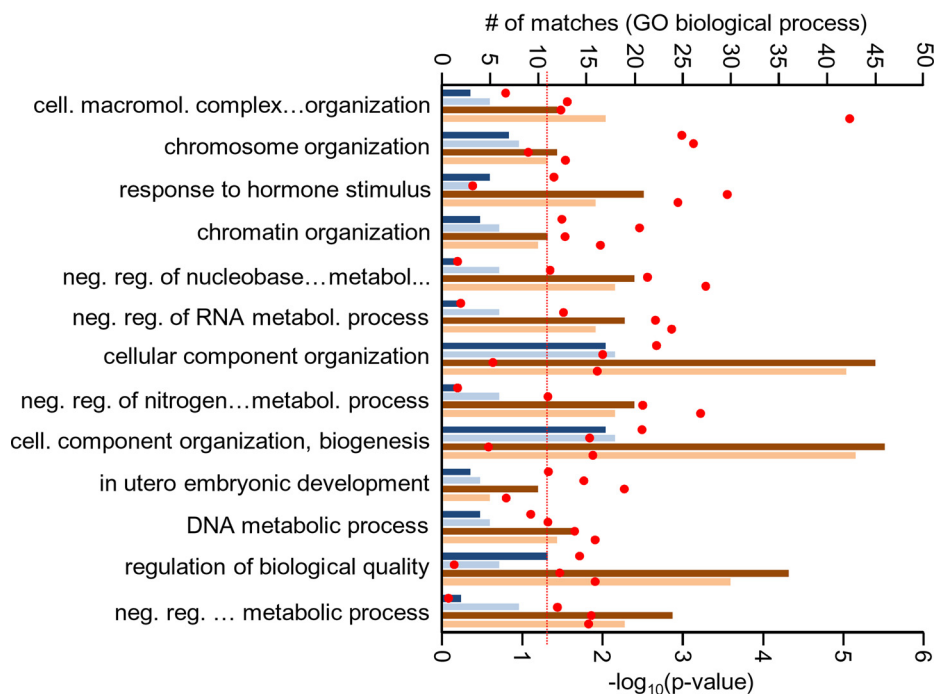 # of matches (GO biological process)
0 5 10 15 20 25 30 35 40 45 50
cell. macromol. complex…organization
chromosome organization
response to hormone stimulus
chromatin organization
neg. reg. of nucleobase…metabol...
neg. reg. of RNA metabol. process
cellular component organization
neg. reg. of nitrogen…metabol. process
cell. component organization, biogenesis
in utero embryonic development
DNA metabolic process
regulation of biological quality
neg. reg. … metabolic process
0 1 2 3 4 5 6
-log10(p-value)